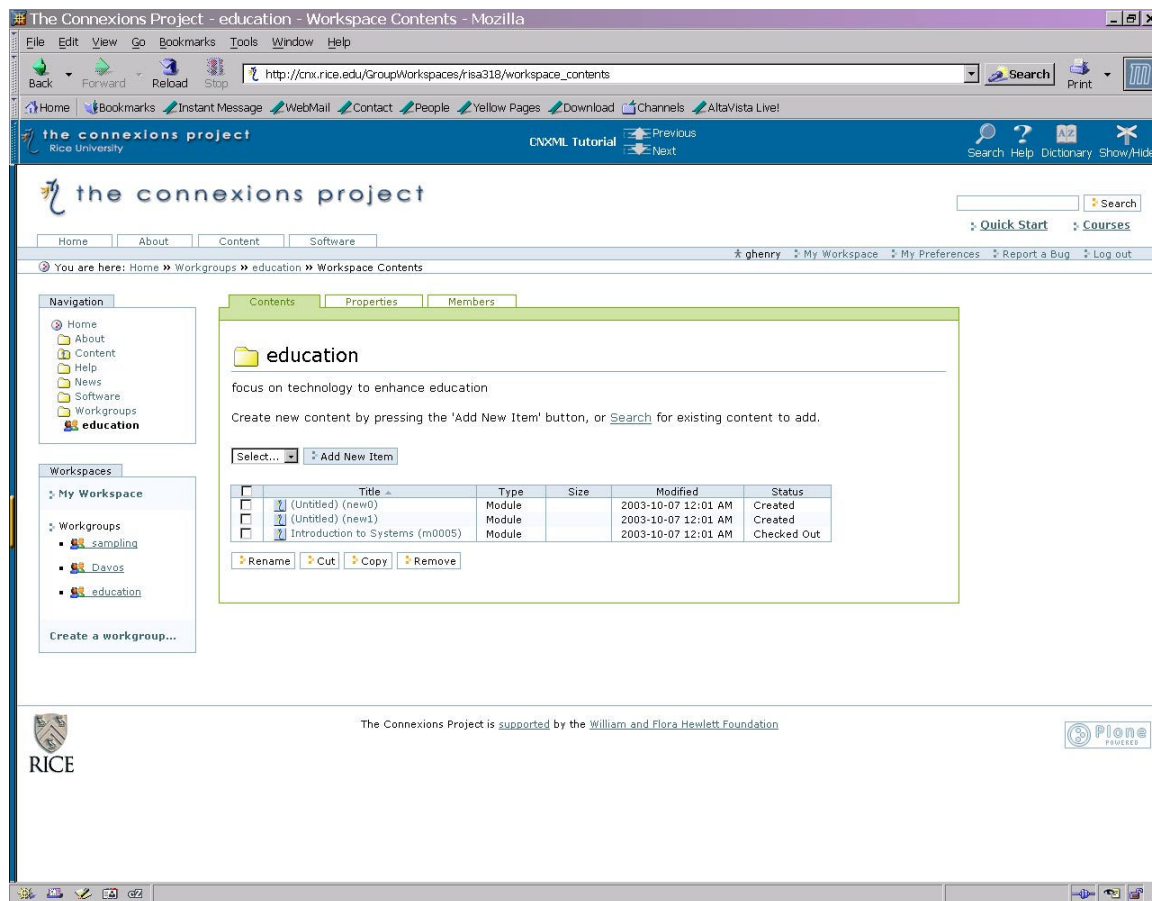 The Connexions Project - education - Workspace Contents - Mozilla
File Edit View Go Bookmarks Tools Window Help
Back Forward Reload Stop http://cnx.rice.edu/GroupWorkspaces/risa318/workspace_contents Search Print
Home Bookmarks Instant Message WebMail Contact People Yellow Pages Download Channels AltaVista Live!
the connexions project
Rice University
CNXML Tutorial Previous
Next
Search Help Dictionary Show/Hide
the connexions project
Search
Quick Start Courses
Home About Content Software
ghenry My Workspace My Preferences Report a Bug Log out
You are here: Home » Workgroups » education » Workspace Contents
Navigation
Home
About
Content
Help
News
Software
Workgroups
education
Workspaces
My Workspace
Workgroups
sampling
Davos
education
Create a workgroup...
Contents Properties Members
education
focus on technology to enhance education
Create new content by pressing the 'Add New Item' button, or Search for existing content to add.
Select... Add New Item
Title Type Size Modified Status
(Untitled) (new0) Module 2003-10-07 12:01 AM Created
(Untitled) (new1) Module 2003-10-07 12:01 AM Created
Introduction to Systems (m0005) Module 2003-10-07 12:01 AM Checked Out
Rename Cut Copy Remove
The Connexions Project is supported by the William and Flora Hewlett Foundation
RICE
Plone
POWERED